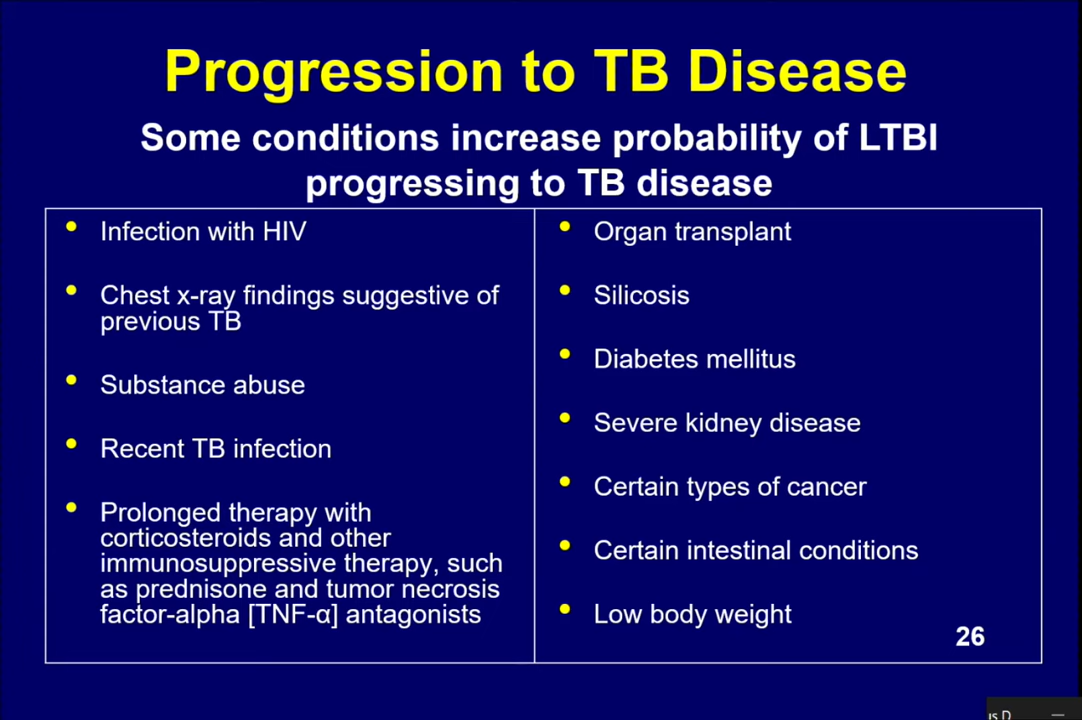 Progression to TB Disease
Some conditions increase probability of LTBI
progressing to TB disease
• Infection with HIV
• Chest x-ray findings suggestive of
previous TB
• Substance abuse
• Recent TB infection
• Prolonged therapy with
corticosteroids and other
immunosuppressive therapy, such
as prednisone and tumor necrosis
factor-alpha [TNF-α] antagonists
• Organ transplant
• Silicosis
• Diabetes mellitus
• Severe kidney disease
• Certain types of cancer
• Certain intestinal conditions
• Low body weight
26